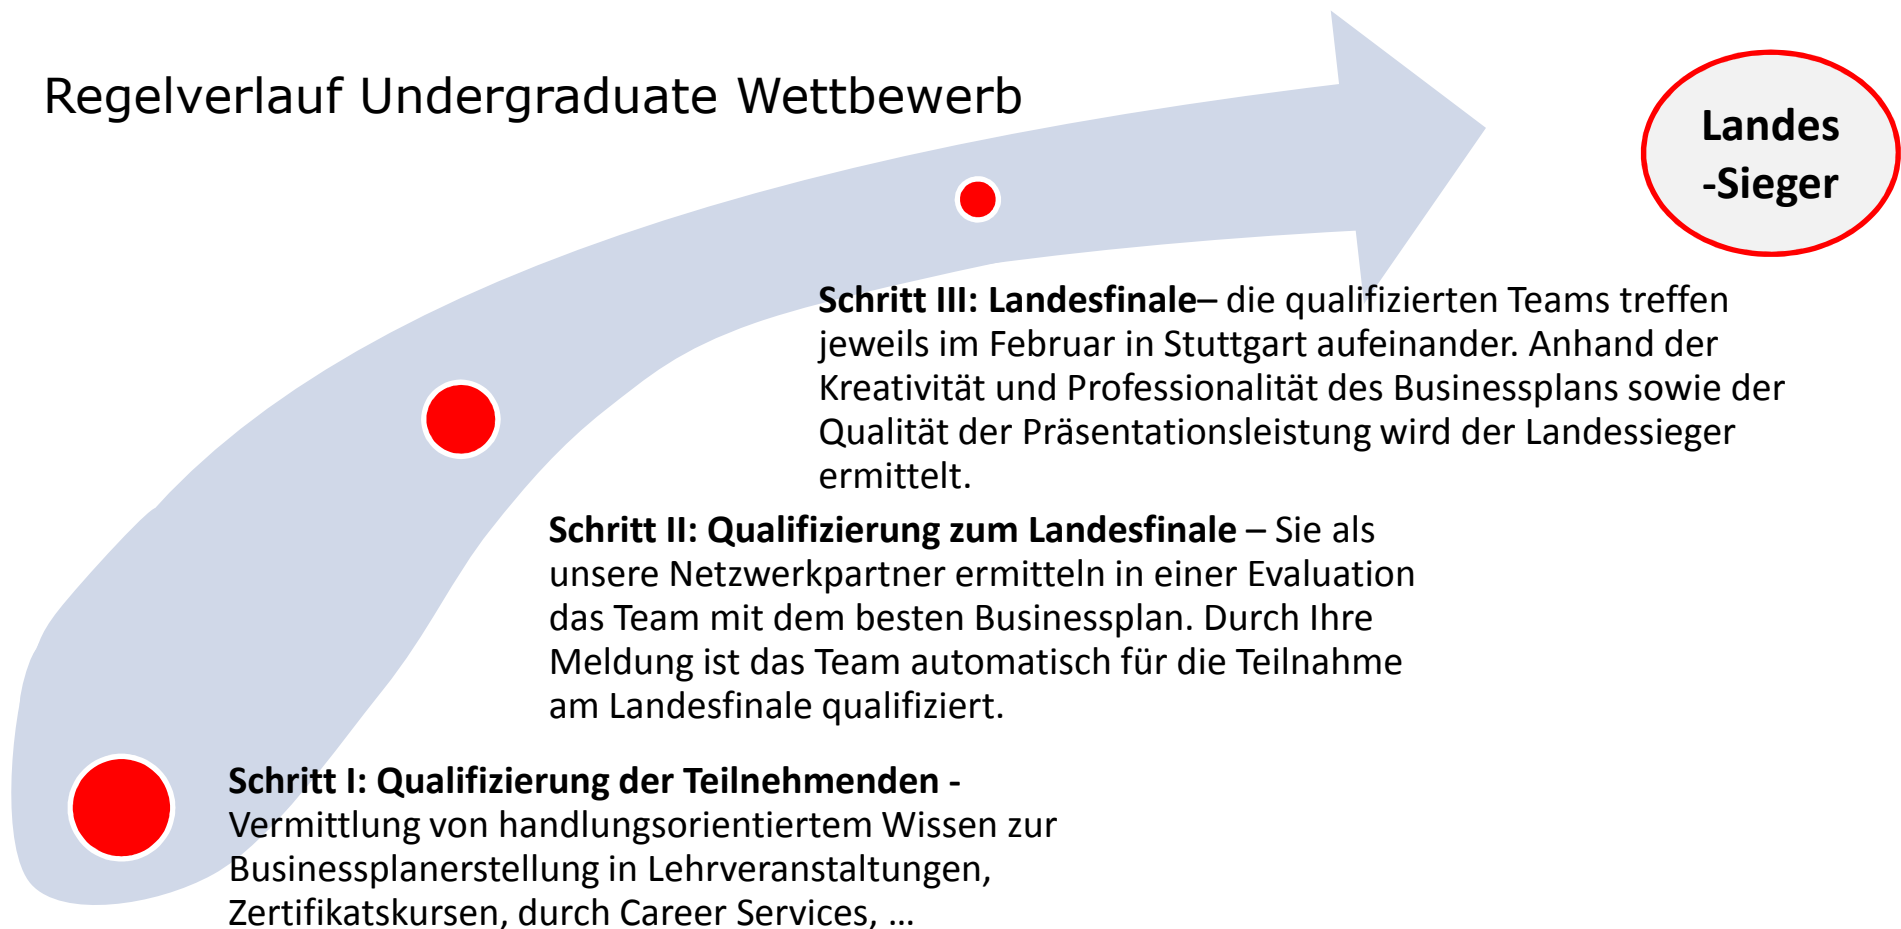 Regelverlauf Undergraduate Wettbewerb
Landes
-Sieger
Schritt III: Landesfinale– die qualifizierten Teams treffen
jeweils im Februar in Stuttgart aufeinander. Anhand der
Kreativität und Professionalität des Businessplans sowie der
Qualität der Präsentationsleistung wird der Landessieger
ermittelt.
Schritt II: Qualifizierung zum Landesfinale – Sie als
unsere Netzwerkpartner ermitteln in einer Evaluation
das Team mit dem besten Businessplan. Durch Ihre
Meldung ist das Team automatisch für die Teilnahme
am Landesfinale qualifiziert.
Schritt I: Qualifizierung der Teilnehmenden -
Vermittlung von handlungsorientiertem Wissen zur
Businessplanerstellung in Lehrveranstaltungen,
Zertifikatskursen, durch Career Services, …